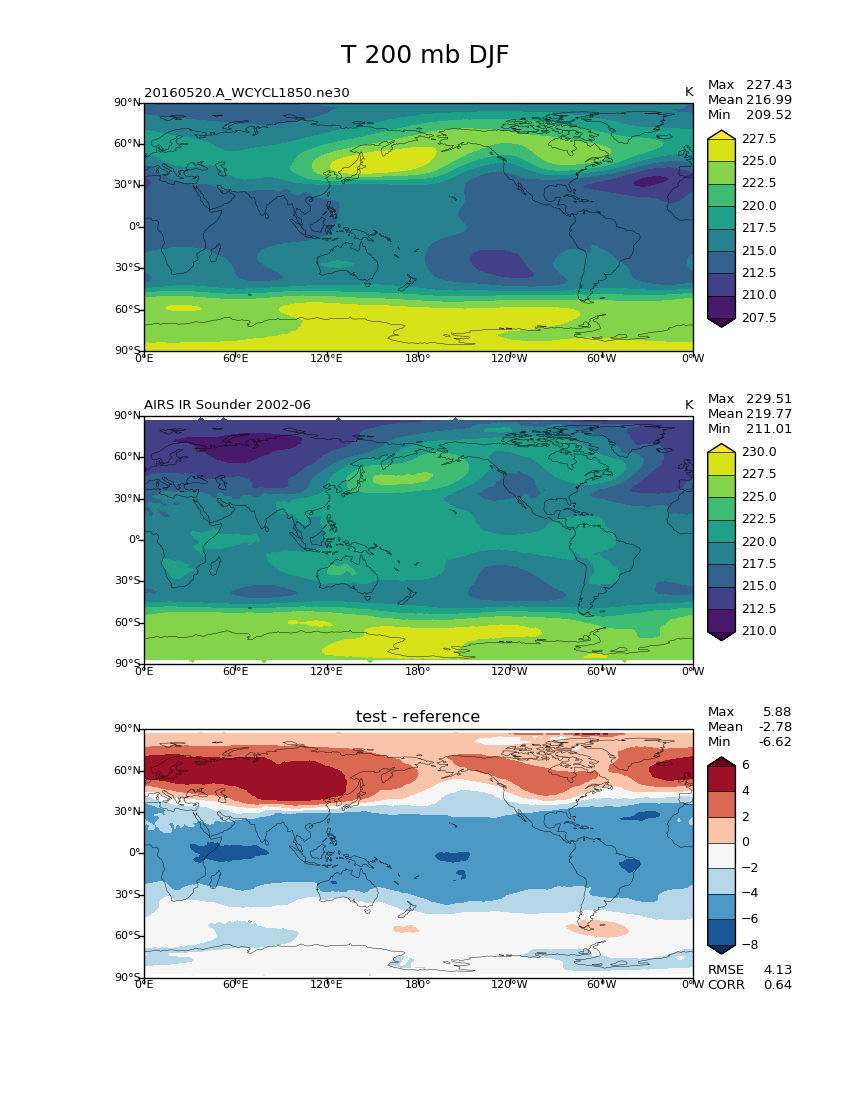 T 200 mb DJF
20160520.A_WCYCL1850.ne30
K
Max 227.43
Mean 216.99
Min 209.52
90°N
60°N
30°N
0°
30°S
60°S
90°S
0°E 60°E 120°E 180° 120°W 60°W 0°W
227.5
225.0
222.5
220.0
217.5
215.0
212.5
210.0
207.5
AIRS IR Sounder 2002-06
K
Max 229.51
Mean 219.77
Min 211.01
90°N
60°N
30°N
0°
30°S
60°S
90°S
0°E 60°E 120°E 180° 120°W 60°W 0°W
230.0
227.5
225.0
222.5
220.0
217.5
215.0
212.5
210.0
test - reference
Max 5.88
Mean -2.78
Min -6.62
90°N
60°N
30°N
0°
30°S
60°S
90°S
0°E 60°E 120°E 180° 120°W 60°W 0°W
6
4
2
0
−2
−4
−6
−8
RMSE 4.13
CORR 0.64